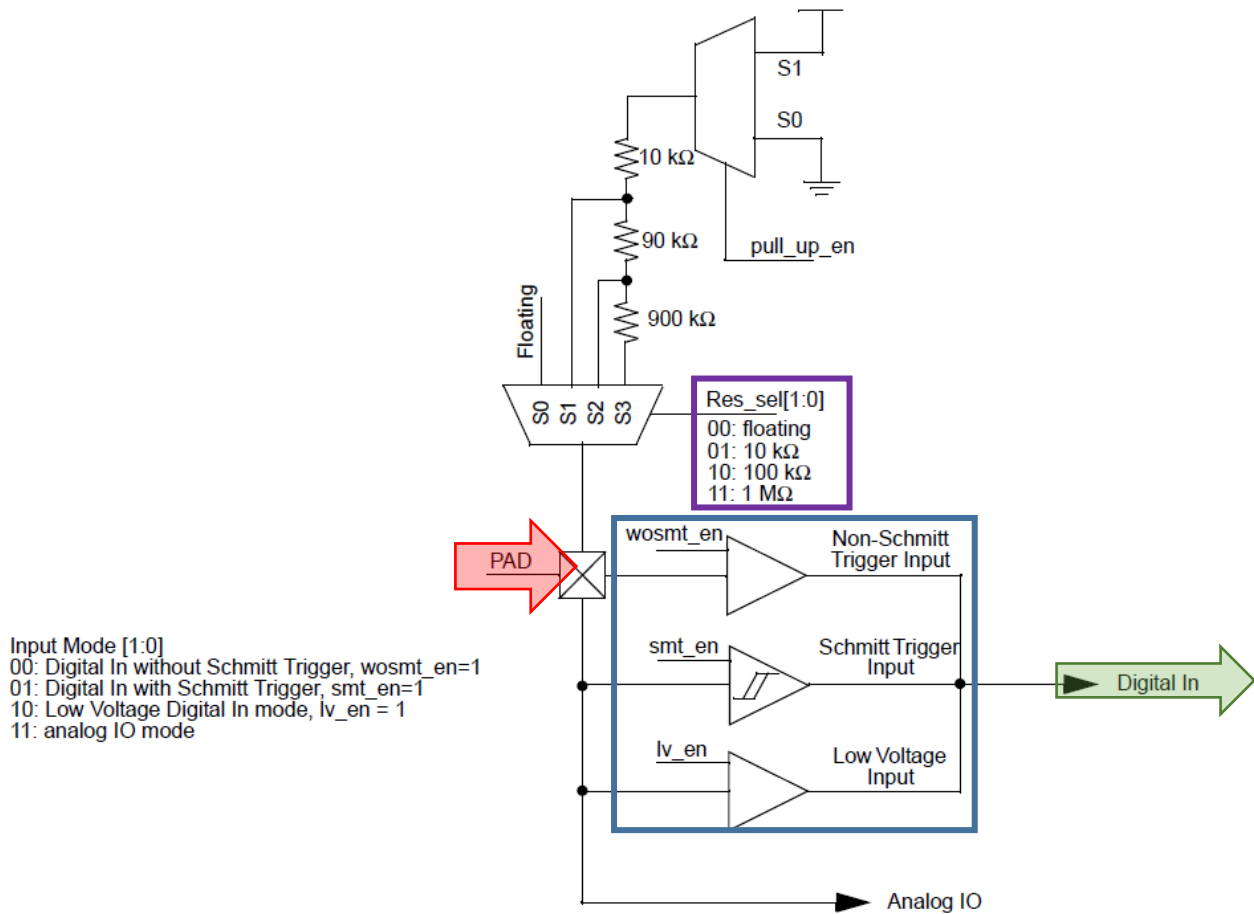 S1
S0
10 kΩ
90 kΩ
pull_up_en
900 kΩ
Floating
S0
S1
S2
S3
Res_sel[1:0]
00: floating
01: 10 kΩ
10: 100 kΩ
11: 1 MΩ
PAD
wosmt_en
Non-Schmitt
Trigger Input
smt_en
Schmitt Trigger
Input
Digital In
lv_en
Low Voltage
Input
Input Mode [1:0]
00: Digital In without Schmitt Trigger, wosmt_en=1
01: Digital In with Schmitt Trigger, smt_en=1
10: Low Voltage Digital In mode, lv_en = 1
11: analog IO mode
Analog IO